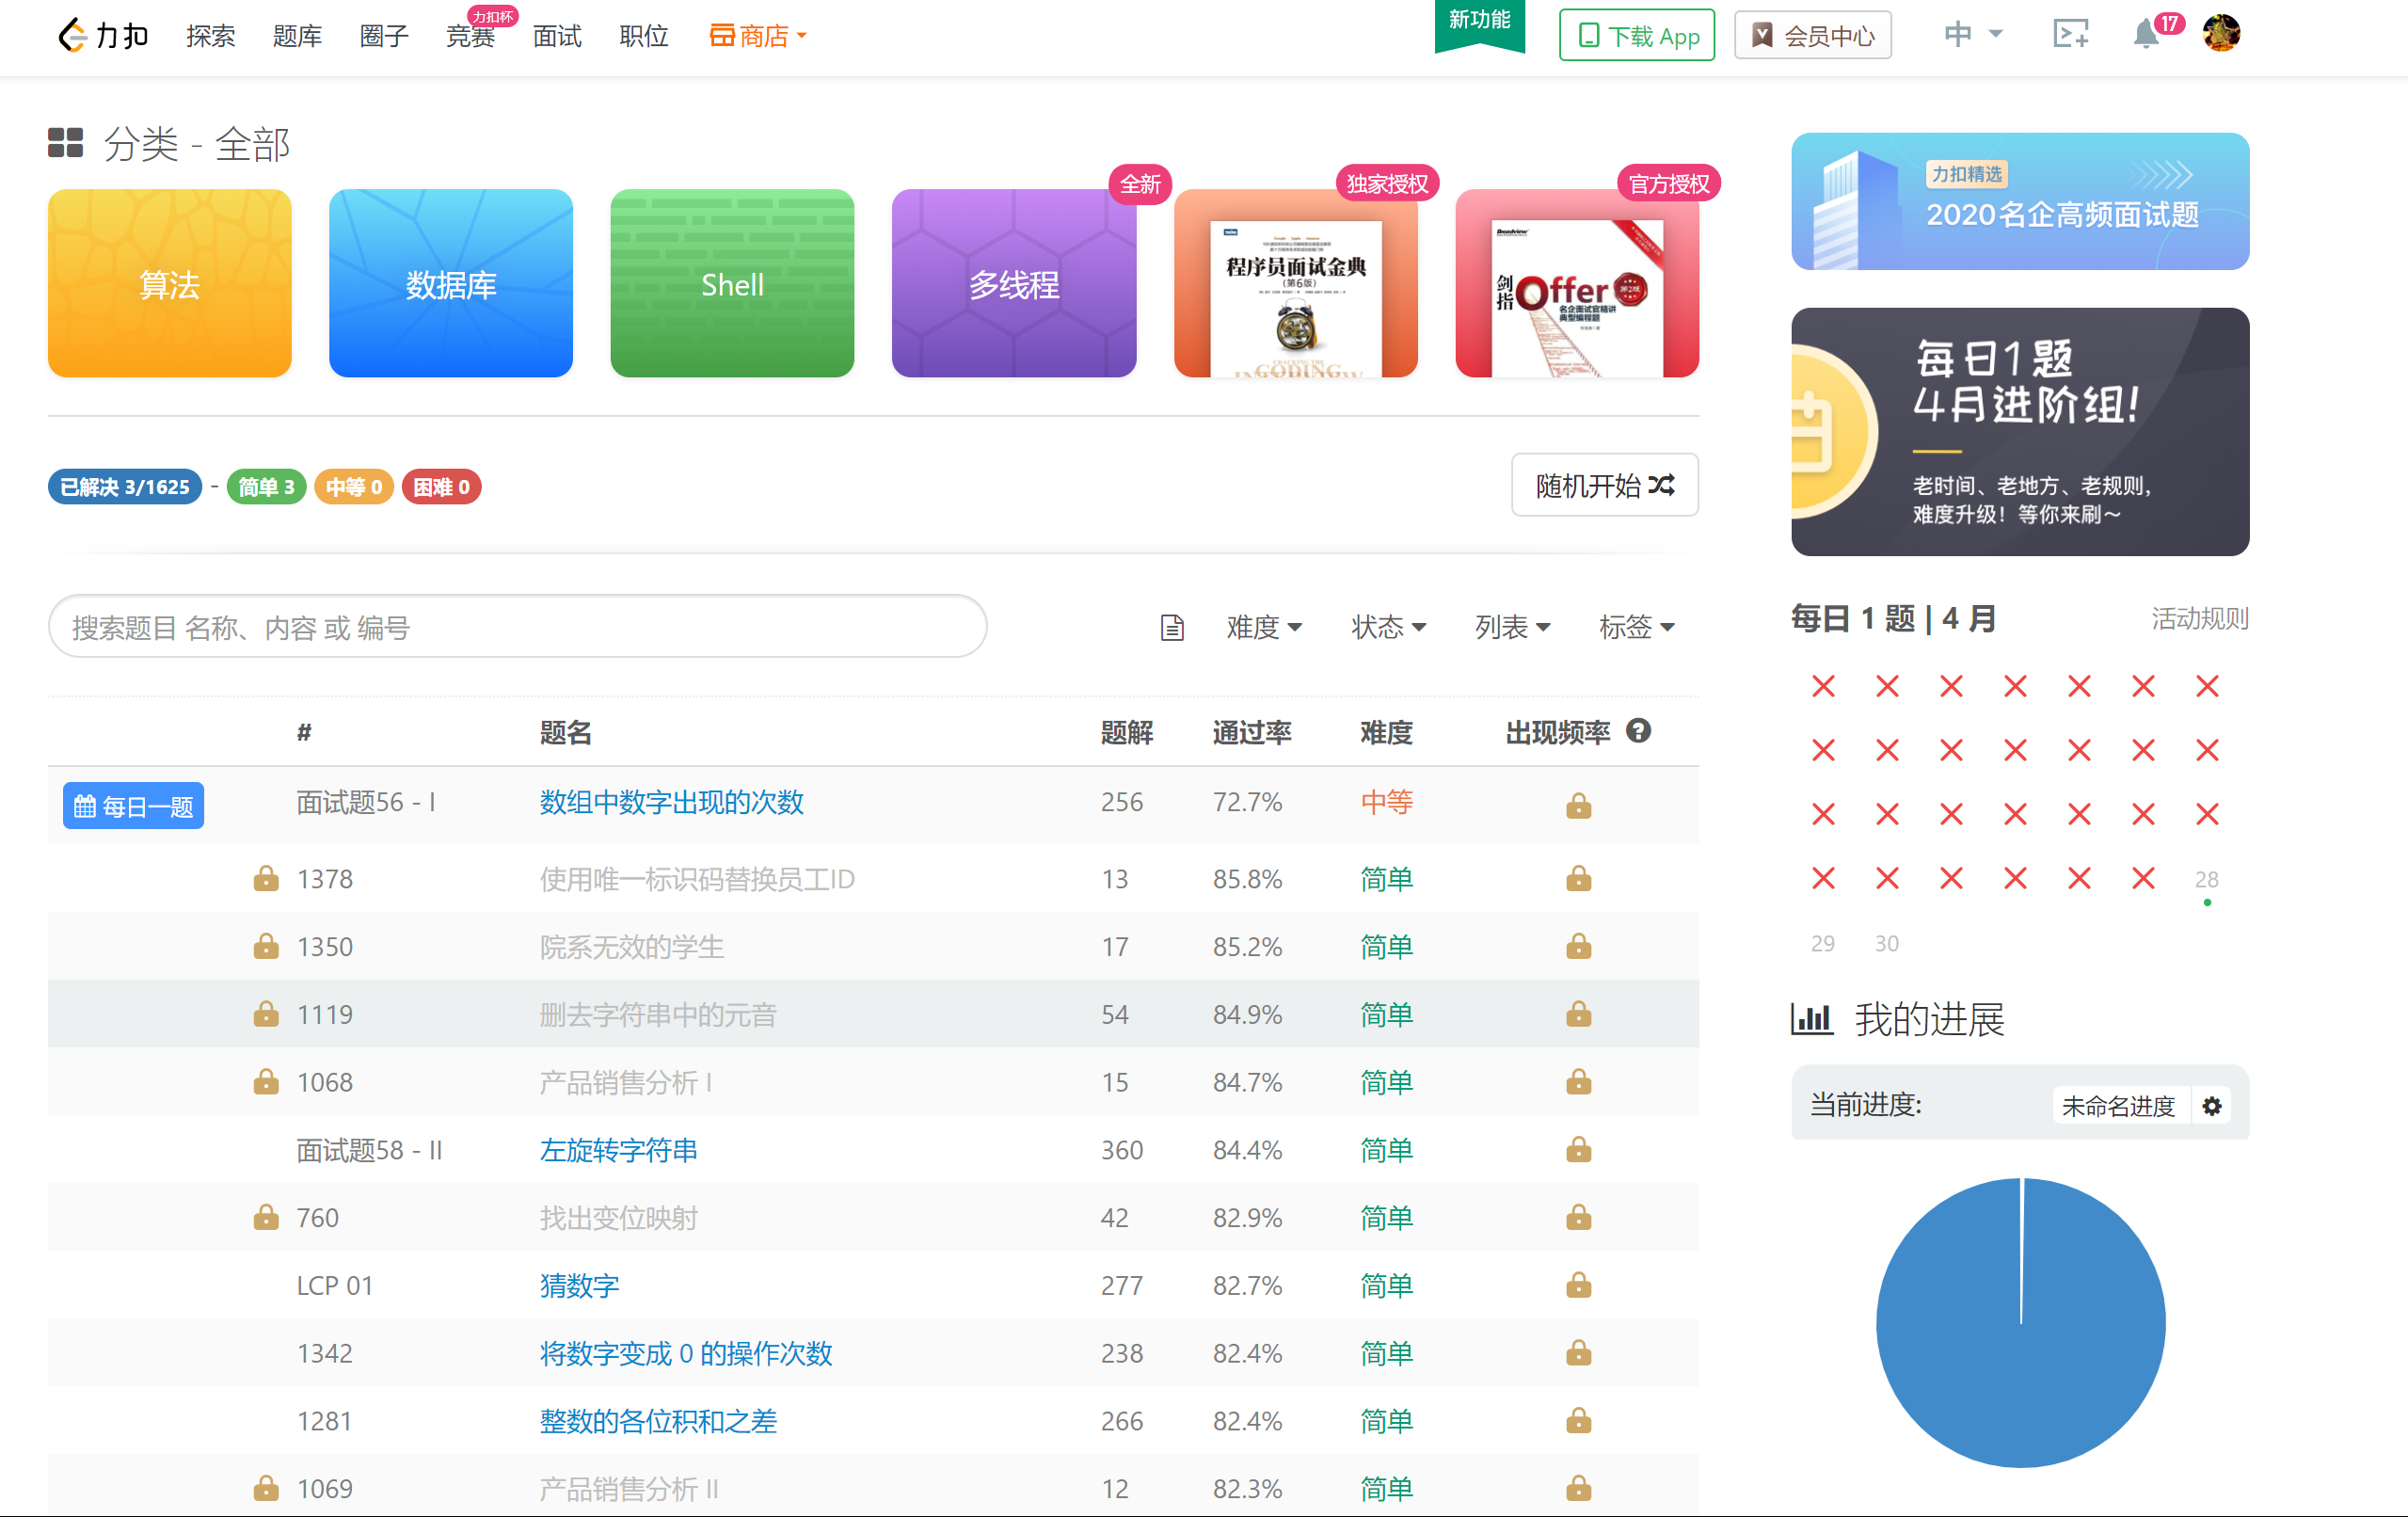 力扣 探索 题库 圈子 竞赛 力扣杯 面试 职位 商店 新功能 下载 App 会员中心 中 17
分类 - 全部
算法
数据库
Shell
多线程
全新
独家授权
程序员面试金典
(第6版)
CRACKING THE
CODING
INTERVIEW
官方授权
Broadview
剑指
Offer
第2版
名企面试官精讲
典型编程题
已解决 3/1625 - 简单 3 中等 0 困难 0
随机开始
搜索题目 名称、内容 或 编号
难度 状态 列表 标签
# 题名 题解 通过率 难度 出现频率
每日一题 面试题56 - I 数组中数字出现的次数 256 72.7% 中等
1378 使用唯一标识码替换员工ID 13 85.8% 简单
1350 院系无效的学生 17 85.2% 简单
1119 删去字符串中的元音 54 84.9% 简单
1068 产品销售分析 I 15 84.7% 简单
面试题58 - II 左旋转字符串 360 84.4% 简单
760 找出变位映射 42 82.9% 简单
LCP 01 猜数字 277 82.7% 简单
1342 将数字变成 0 的操作次数 238 82.4% 简单
1281 整数的各位积和之差 266 82.4% 简单
1069 产品销售分析 II 12 82.3% 简单
力扣精选
2020名企高频面试题
每日1题
4月进阶组!
老时间、老地方、老规则,
难度升级! 等你来刷~
每日 1 题 | 4 月 活动规则
28
29 30
我的进展
当前进度: 未命名进度